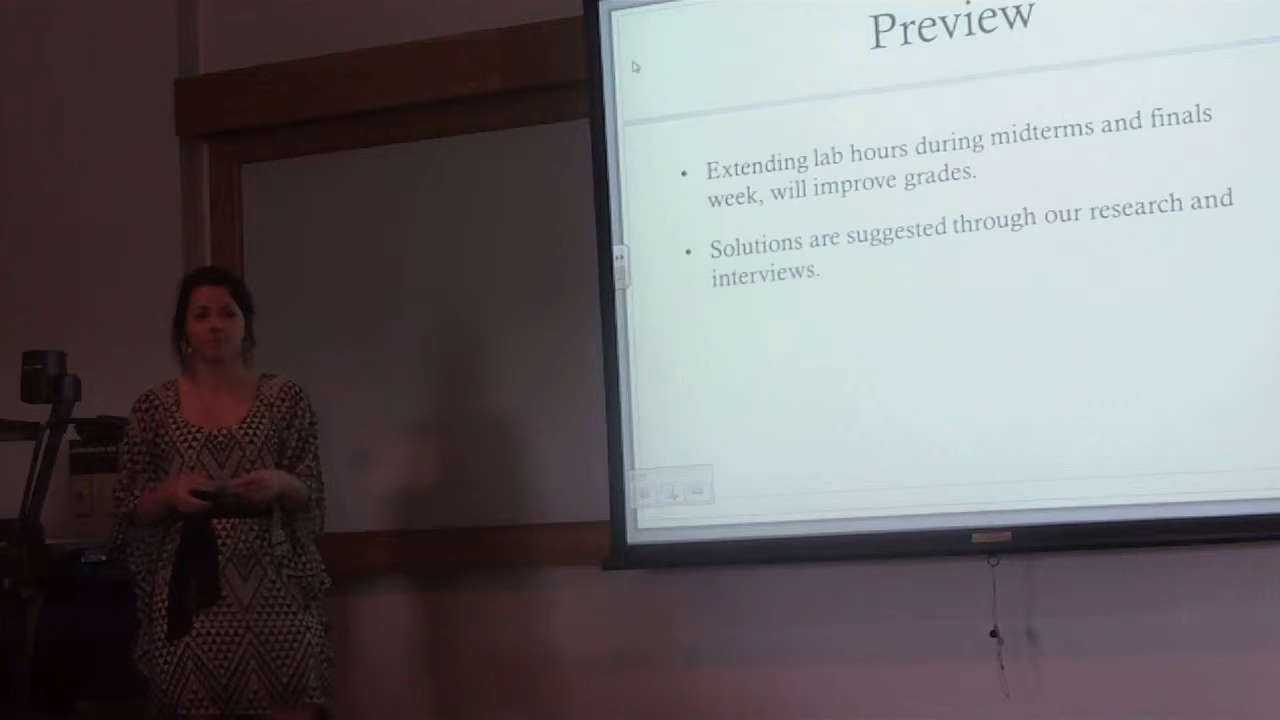 Preview
• Extending lab hours during midterms and finals
week, will improve grades.
• Solutions are suggested through our research and
interviews.